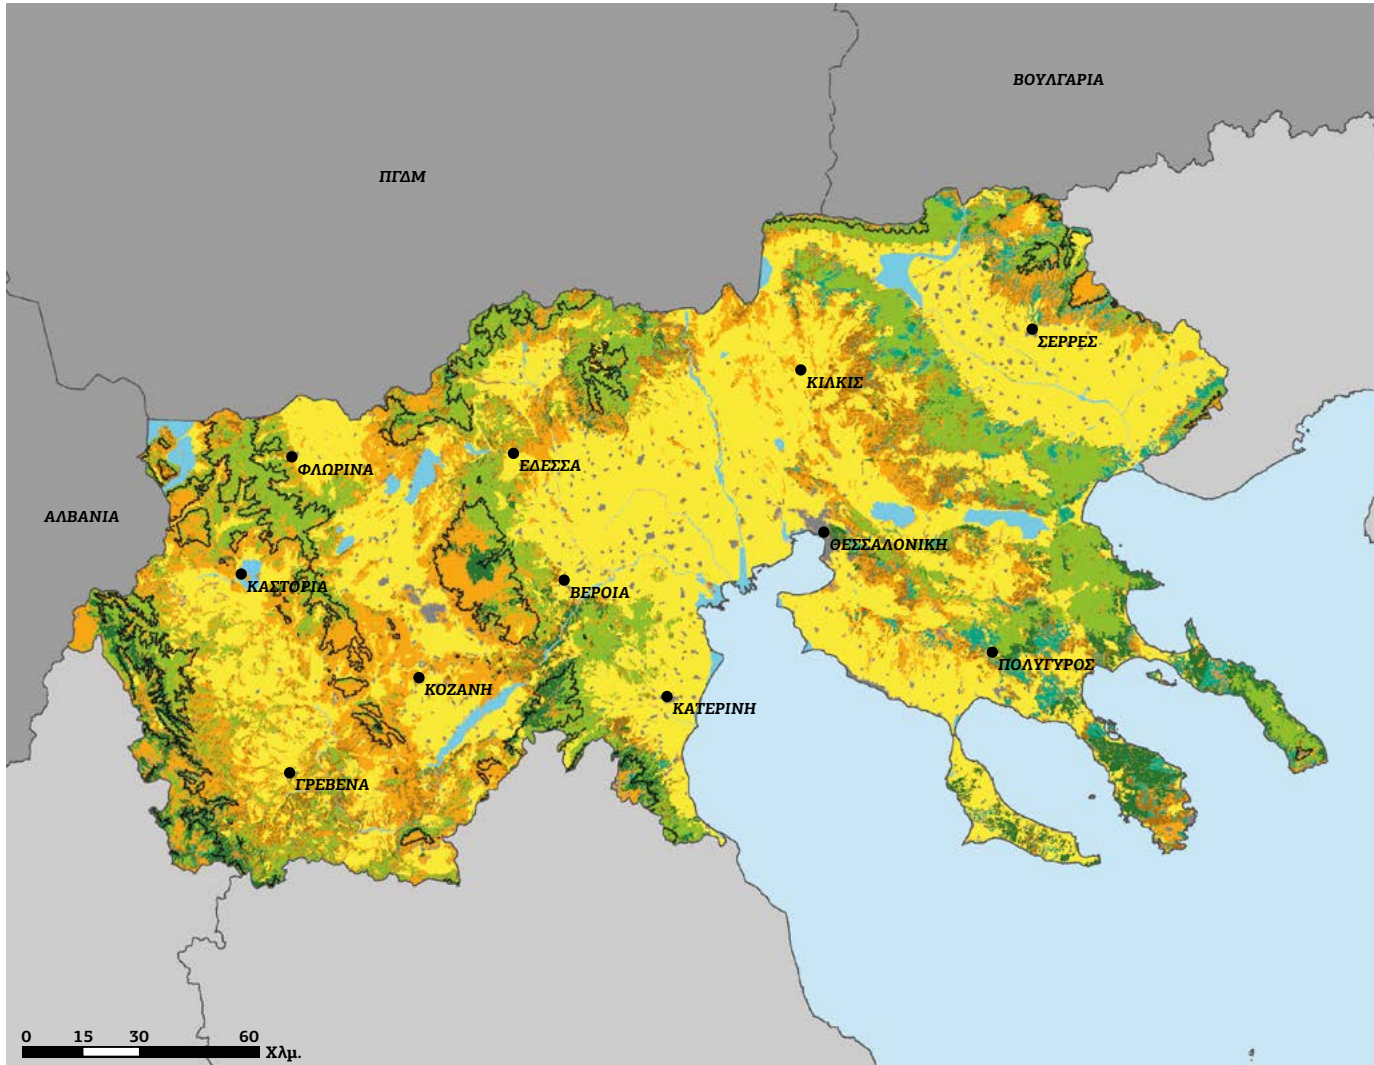 ΒΟΥΛΓΑΡΙΑ
ΠΓΔΜ
ΣΕΡΡΕΣ
ΚΙΛΚΙΣ
ΦΛΩΡΙΝΑ
ΕΔΕΣΣΑ
ΑΛΒΑΝΙΑ
ΘΕΣΣΑΛΟΝΙΚΗ
ΚΑΣΤΟΡΙΑ
ΒΕΡΟΙΑ
ΠΟΛΥΓΥΡΟΣ
ΚΟΖΑΝΗ
ΚΑΤΕΡΙΝΗ
ΓΡΕΒΕΝΑ
0 15 30 60
Χλμ.